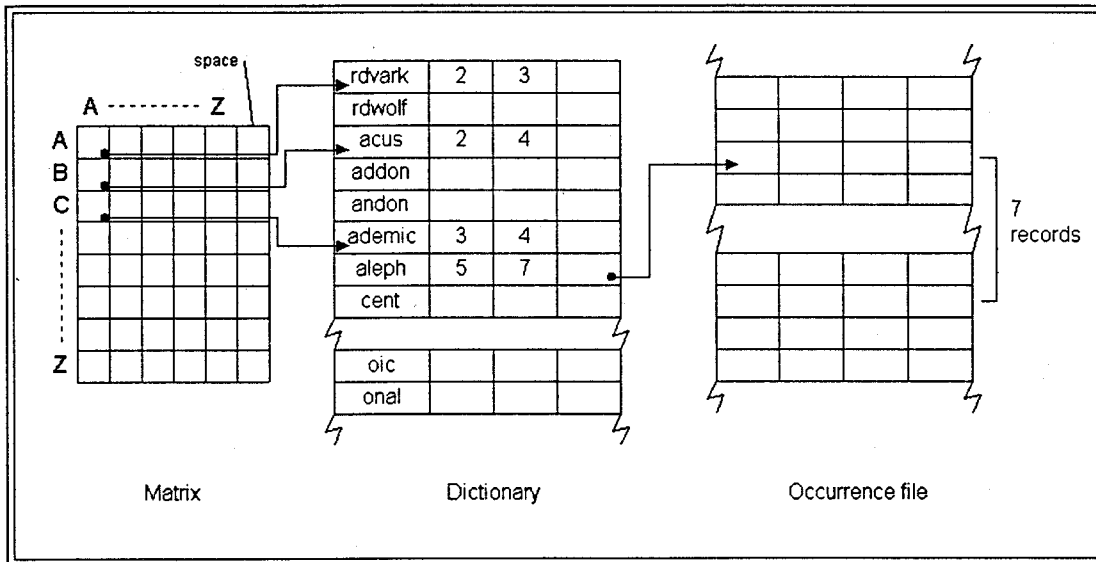 space
A -------- Z
A
B
C
Z
rdvark 2 3
rdwolf
acus 2 4
addon
andon
ademic 3 4
aleph 5 7
cent
oic
onal
7
records
Matrix
Dictionary
Occurrence file